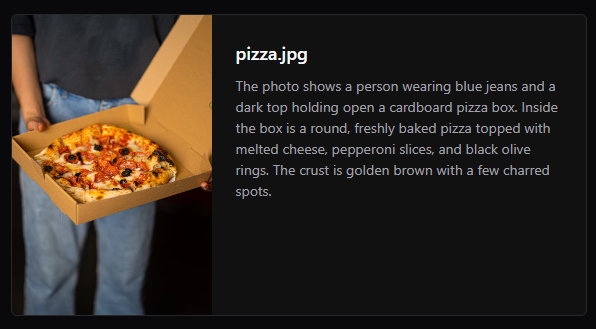 pizza.jpg
The photo shows a person wearing blue jeans and a
dark top holding open a cardboard pizza box. Inside
the box is a round, freshly baked pizza topped with
melted cheese, pepperoni slices, and black olive
rings. The crust is golden brown with a few charred
spots.